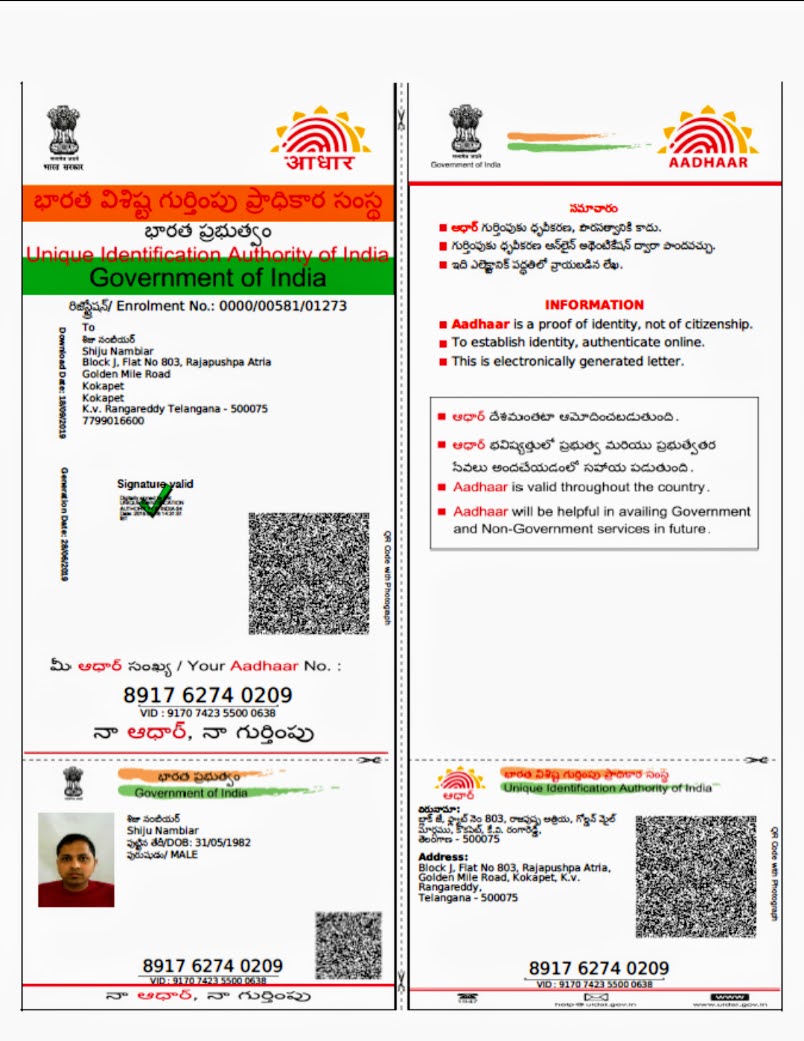 भारत सरकार
आधार
భారత విశిష్ట గుర్తింపు ప్రాధికార సంస్థ
భారత ప్రభుత్వం
Unique Identification Authority of India
Government of India
రిజిస్ట్రేషన్/ Enrolment No.: 0000/00581/01273
To
శిజు నంబియర్
Shiju Nambiar
Block J, Flat No 803, Rajapushpa Atria
Golden Mile Road
Kokapet
Kokapet
K.v. Rangareddy Telangana - 500075
7799016600
Download Date: 18/09/2019
Generation Date: 28/06/2019
Signature valid
QR Code with Photograph
మీ ఆధార్ సంఖ్య / Your Aadhaar No. :
8917 6274 0209
VID : 9170 7423 5500 0638
నా ఆధార్, నా గుర్తింపు
భారత ప్రభుత్వం
Government of India
శిజు నంబియర్
Shiju Nambiar
పుట్టిన తేదీ/DOB: 31/05/1982
పురుషుడు/ MALE
8917 6274 0209
VID : 9170 7423 5500 0638
నా ఆధార్, నా గుర్తింపు
Government of India
AADHAAR
సమాచారం
ఆధార్ గుర్తింపుకు ధృవీకరణ, పౌరసత్వానికి కాదు.
గుర్తింపుకు ధృవీకరణ ఆన్‌లైన్ అథెంటికేషన్ ద్వారా పొందవచ్చు.
ఇది ఎలెక్ట్రానిక్ పద్ధతిలో వ్రాయబడిన లేఖ.
INFORMATION
Aadhaar is a proof of identity, not of citizenship.
To establish identity, authenticate online.
This is electronically generated letter.
ఆధార్ దేశమంతటా ఆమోదించబడుతుంది.
ఆధార్ భవిష్యత్తులో ప్రభుత్వ మరియు ప్రభుత్వేతర
సేవలు అందచేయడంలో సహాయ పడుతుంది.
Aadhaar is valid throughout the country.
Aadhaar will be helpful in availing Government
and Non-Government services in future.
భారత విశిష్ట గుర్తింపు ప్రాధికార సంస్థ
Unique Identification Authority of India
ఆధార్
చిరునామా:
బ్లాక్ జీ, ఫ్లాట్ నెం 803, రాజపుష్ప అత్రియ, గోల్డెన్ మైల్
మార్గము, కొకపేట్, కే.వి. రంగారెడ్డి,
తెలంగాణ - 500075
Address:
Block J, Flat No 803, Rajapushpa Atria,
Golden Mile Road, Kokapet, K.v.
Rangareddy,
Telangana - 500075
QR Code with Photograph
8917 6274 0209
VID : 9170 7423 5500 0638
1947
help@uidai.gov.in
WWW
www.uidai.gov.in